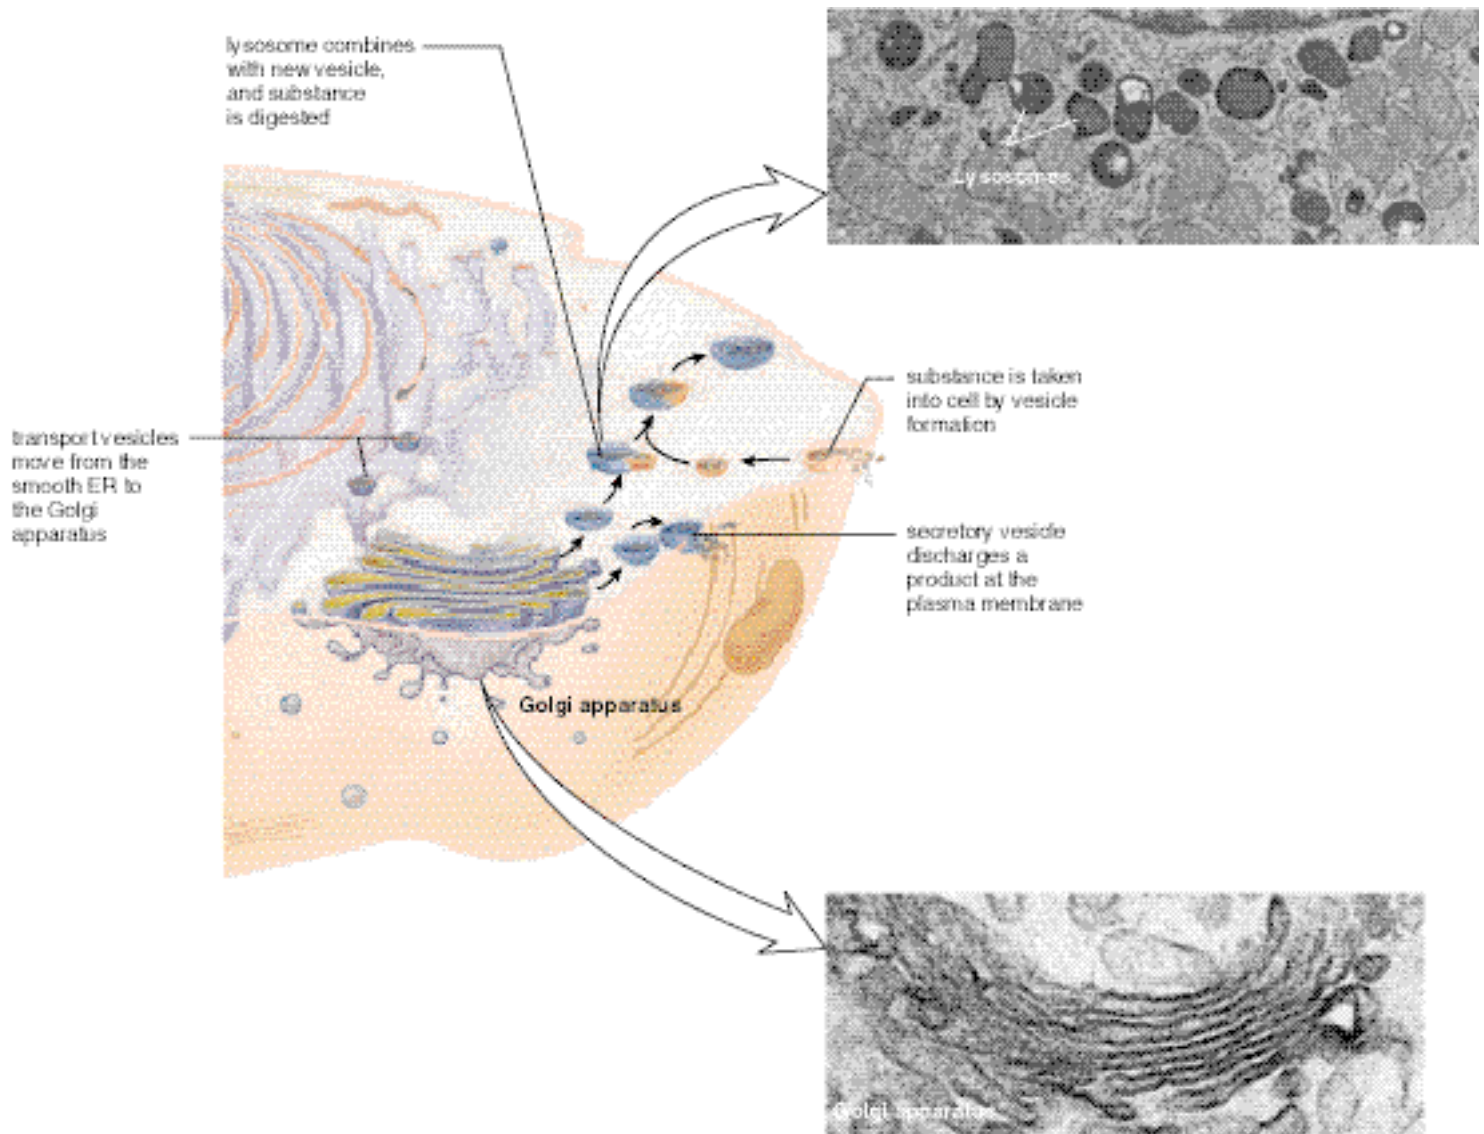 lysosome combines
with new vesicle,
and substance
is digested
Lysosomes
substance is taken
into cell by vesicle
formation
transport vesicles
move from the
smooth ER to
the Golgi
apparatus
secretory vesicle
discharges a
product at the
plasma membrane
Golgi apparatus
Golgi apparatus